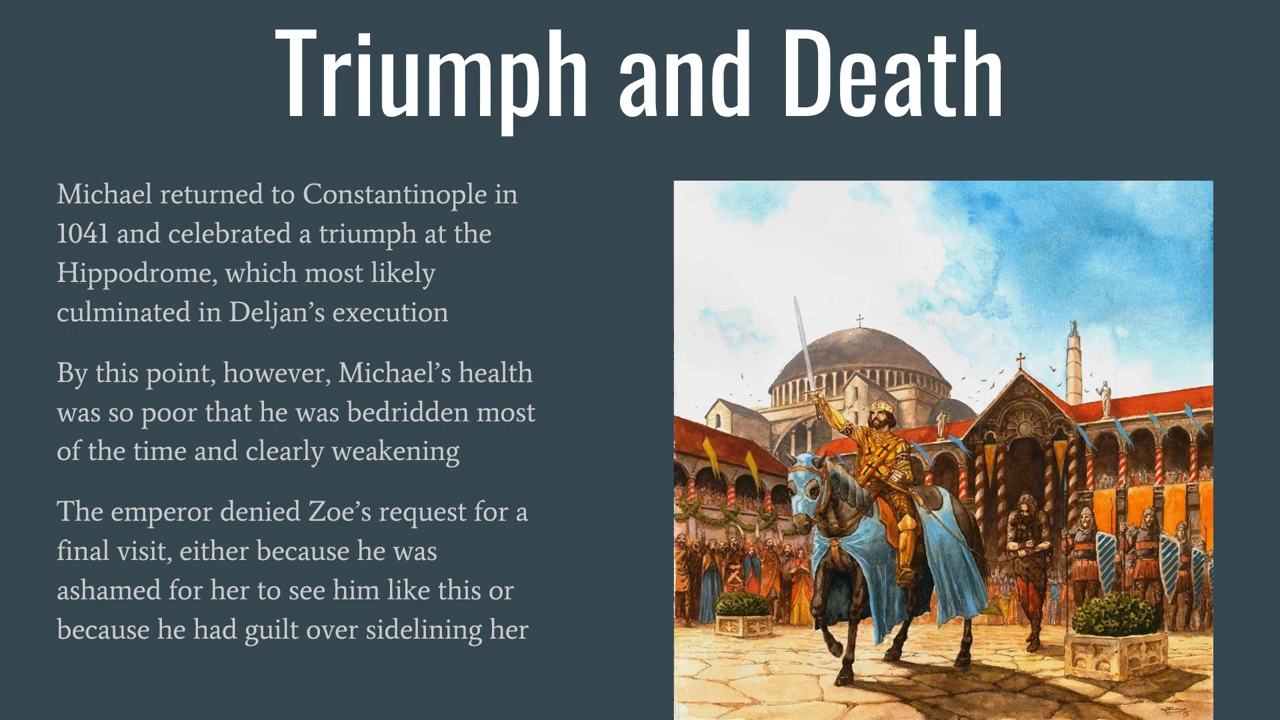 Triumph and Death
Michael returned to Constantinople in
1041 and celebrated a triumph at the
Hippodrome, which most likely
culminated in Deljan’s execution
By this point, however, Michael’s health
was so poor that he was bedridden most
of the time and clearly weakening
The emperor denied Zoe’s request for a
final visit, either because he was
ashamed for her to see him like this or
because he had guilt over sidelining her